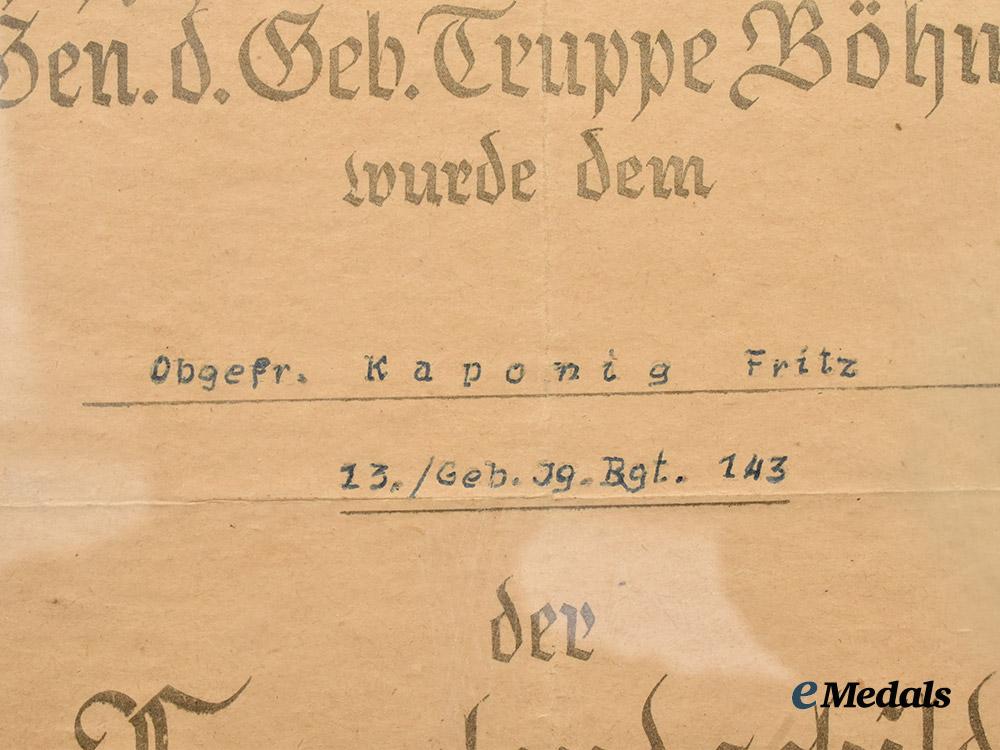 Gen. d. Geb. Truppe Böhm
wurde dem
Obgefr. Kaponig Fritz
13./Geb.Jg.Rgt. 143
der
eMedals